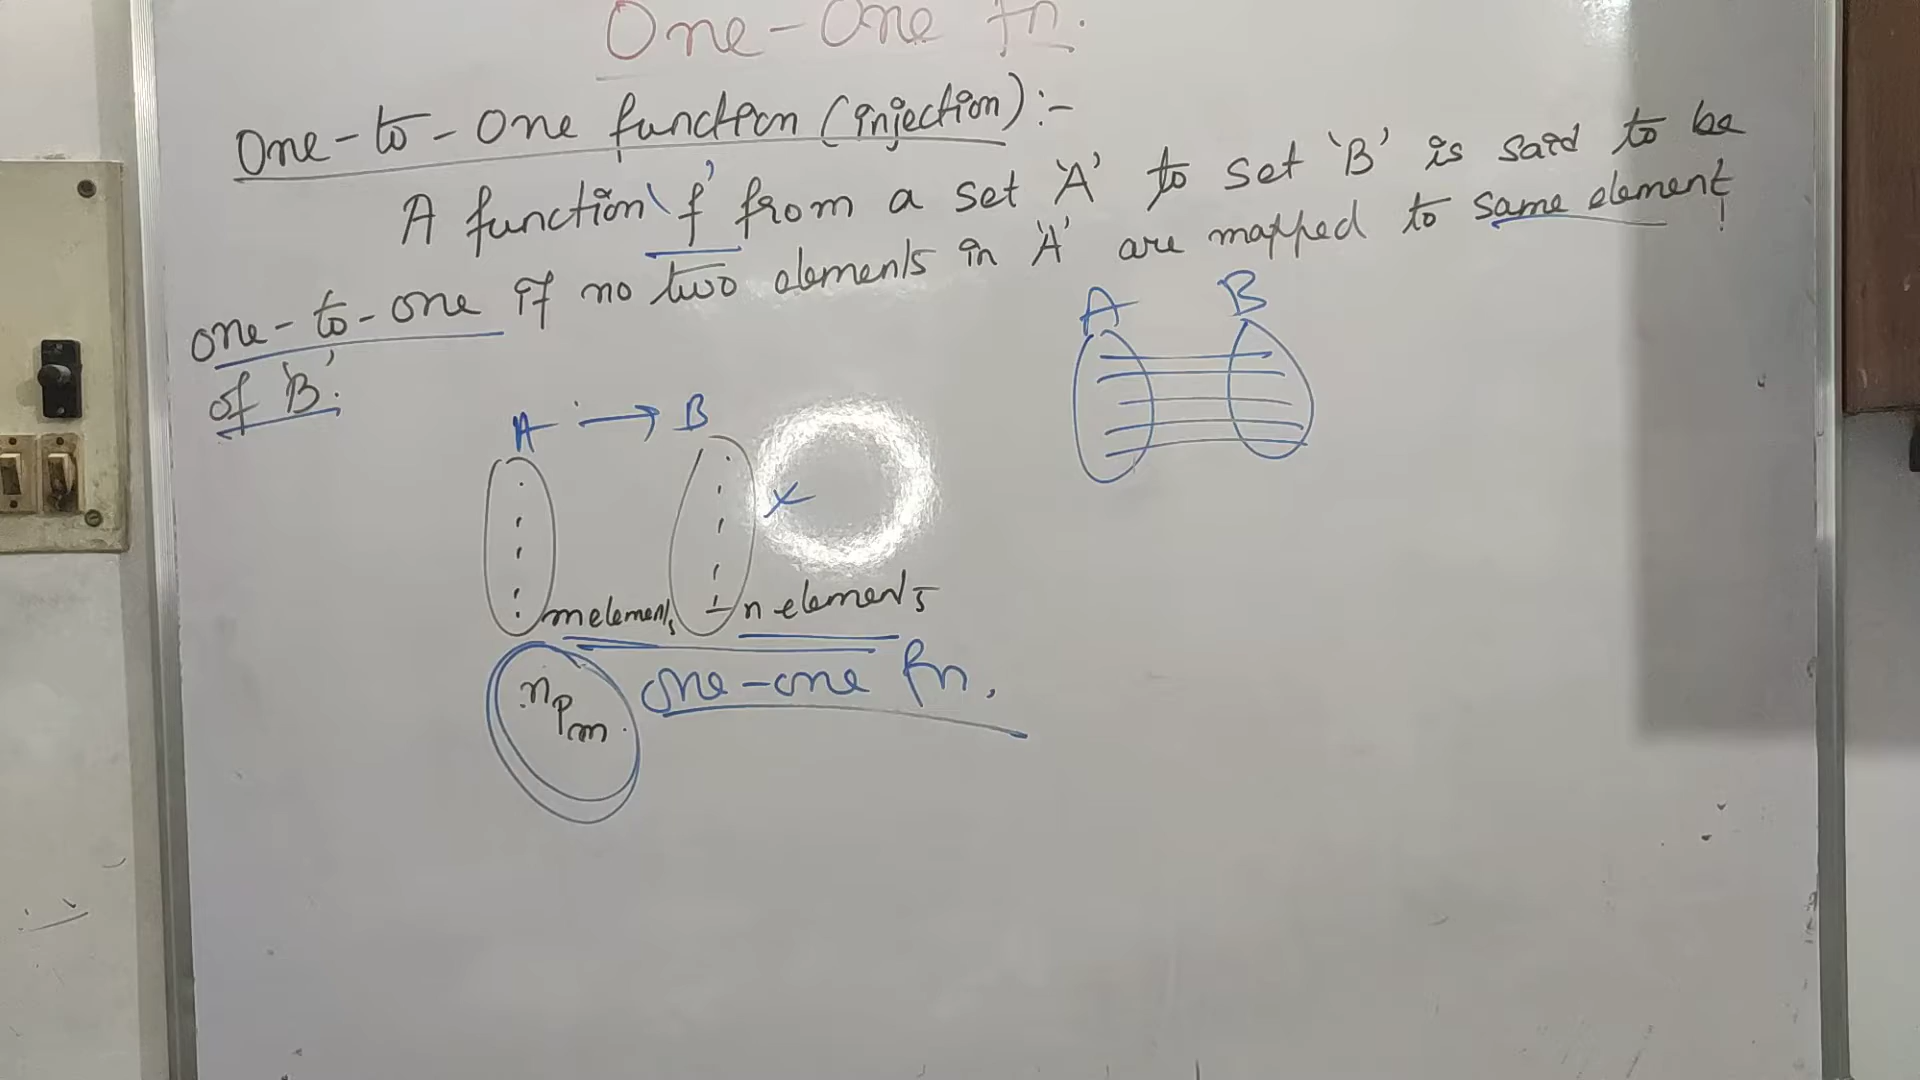 One-One fn.
One-to-One function (injection) :-
A function 'f' from a set 'A' to set 'B' is said to be
one-to-one if no two elements in 'A' are mapped to same element
of 'B'.
A B
A → B
m elements n elements
nPm one-one fn.